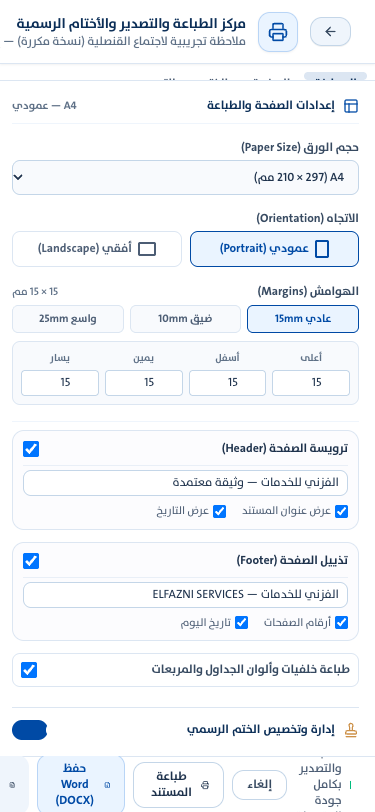 مركز الطباعة والتصدير والأختام الرسمية
ملاحظة تجريبية لاجتماع القنصلية (نسخة مكررة) —
إعدادات الصفحة والطباعة
A4 — عمودي
حجم الورق (Paper Size)
A4 (210 × 297 مم)
الاتجاه (Orientation)
عمودي (Portrait)
أفقي (Landscape)
الهوامش (Margins)
15 × 15 مم
عادي 15mm
ضيق 10mm
واسع 25mm
أعلى
أسفل
يمين
يسار
15
15
15
15
ترويسة الصفحة (Header)
الفزني للخدمات — وثيقة معتمدة
عرض عنوان المستند
عرض التاريخ
تذييل الصفحة (Footer)
الفزني للخدمات — ELFAZNI SERVICES
أرقام الصفحات
تاريخ اليوم
طباعة خلفيات وألوان الجداول والمربعات
إدارة وتخصيص الختم الرسمي
والتصدير
بكامل
جودة
إلغاء
طباعة
المستند
حفظ
Word
(DOCX)